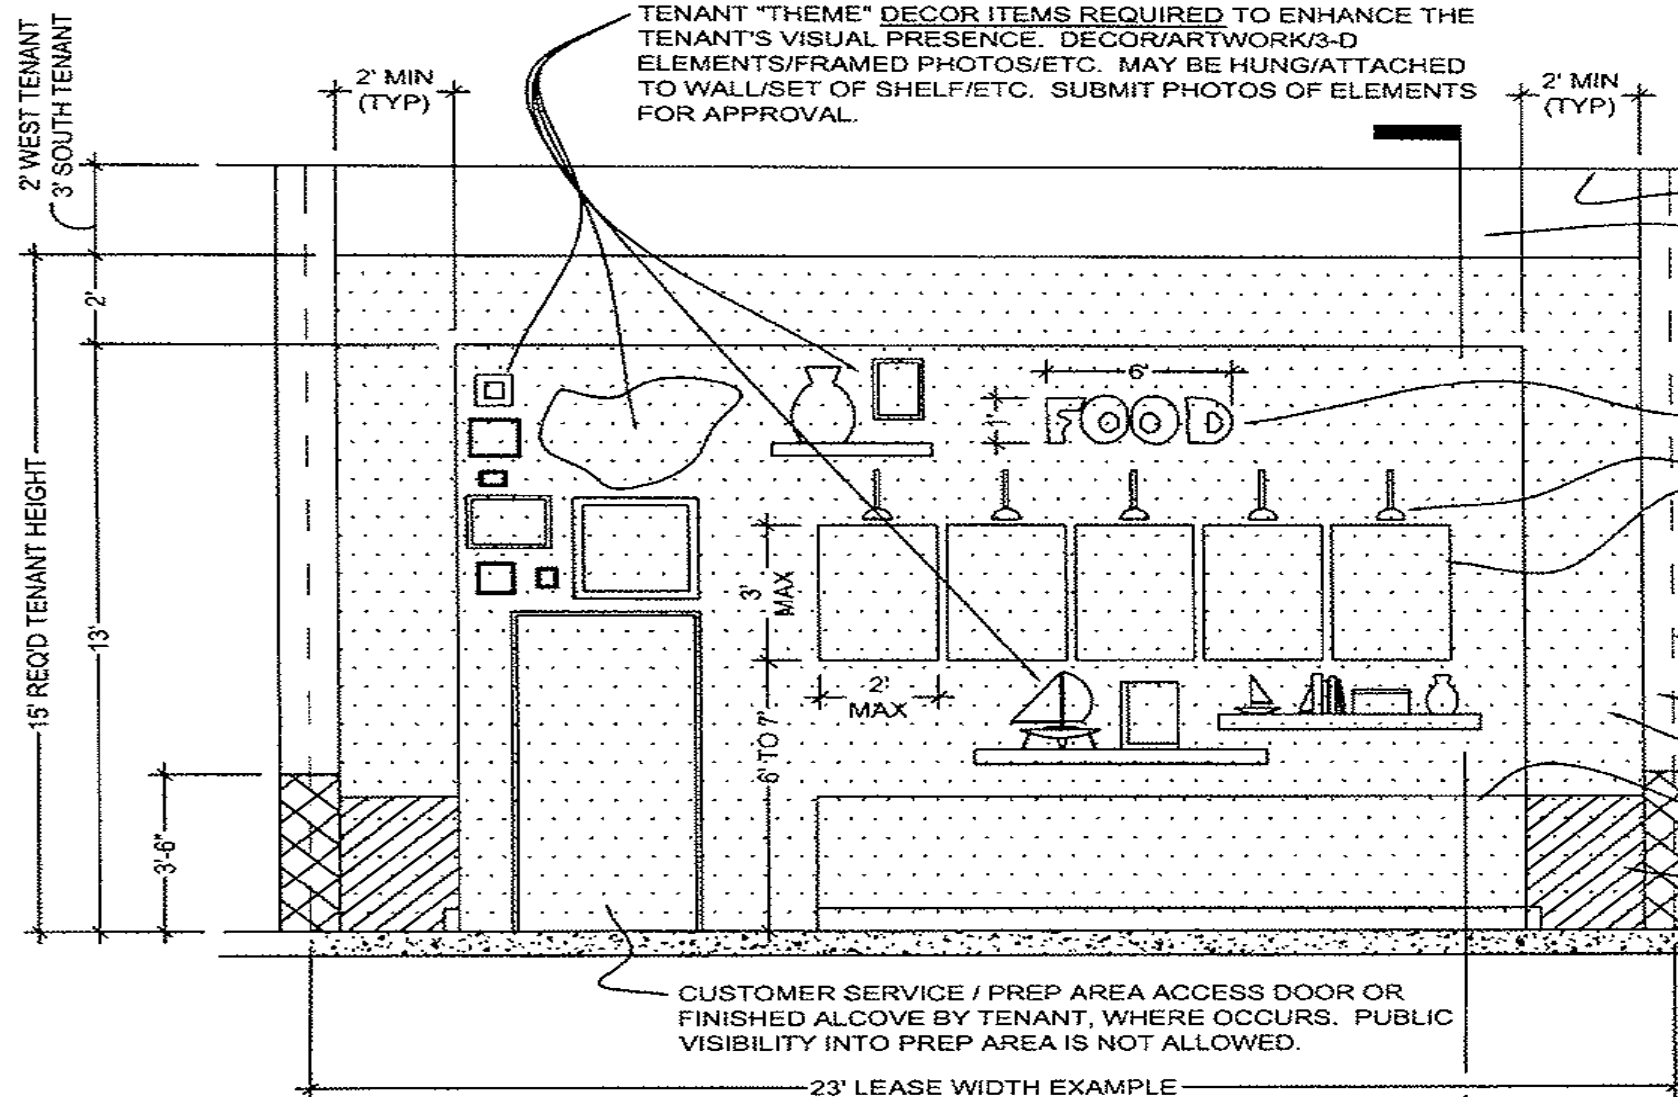 TENANT "THEME" DECOR ITEMS REQUIRED TO ENHANCE THE
TENANT'S VISUAL PRESENCE. DECOR/ARTWORK/3-D
ELEMENTS/FRAMED PHOTOS/ETC. MAY BE HUNG/ATTACHED
TO WALL/SET OF SHELF/ETC. SUBMIT PHOTOS OF ELEMENTS
FOR APPROVAL.
2' WEST TENANT
3' SOUTH TENANT
2' MIN
(TYP)
2' MIN
(TYP)
2'
6'
1'
FOOD
15' REQ'D TENANT HEIGHT
13'
3'
MAX
2'
MAX
6' TO 7'
3'-6"
CUSTOMER SERVICE / PREP AREA ACCESS DOOR OR
FINISHED ALCOVE BY TENANT, WHERE OCCURS. PUBLIC
VISIBILITY INTO PREP AREA IS NOT ALLOWED.
23' LEASE WIDTH EXAMPLE